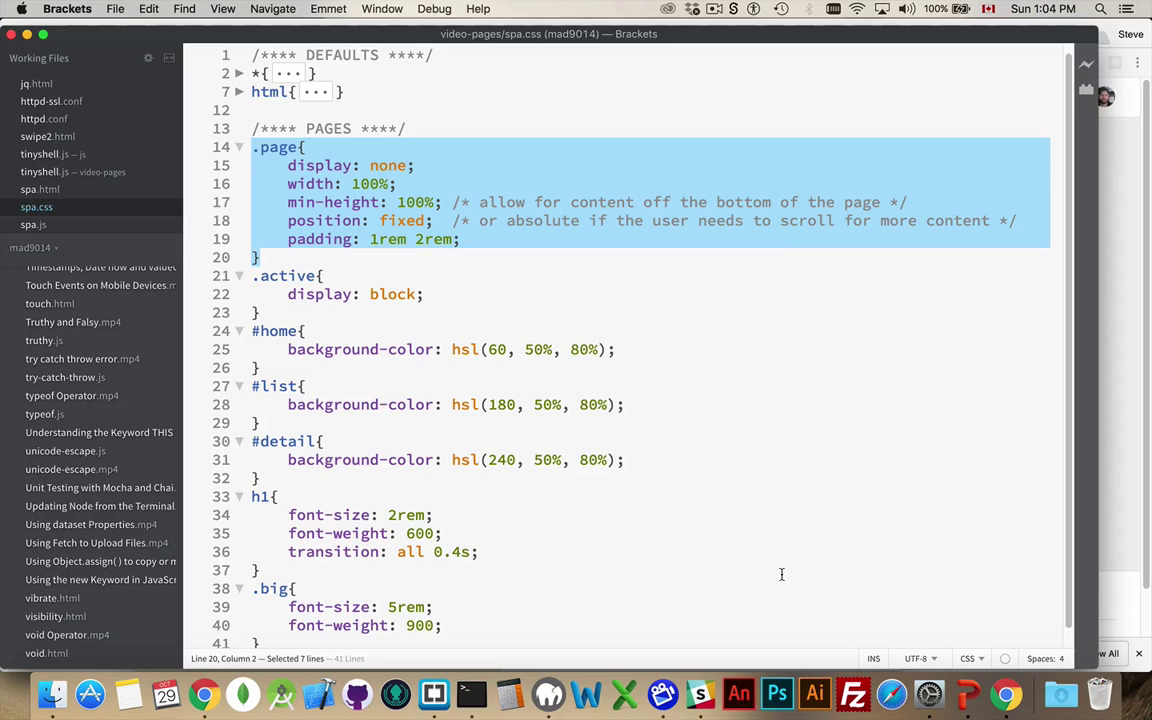 Brackets File Edit Find View Navigate Emmet Window Debug Help 100% Sun 1:04 PM
video-pages/spa.css (mad9014) — Brackets
Steve
Working Files
jq.html
httpd-ssl.conf
httpd.conf
swipe2.html
tinyshell.js — js
tinyshell.js — video-pages
spa.html
spa.css
spa.js
mad9014
Timestamps, Date now and valueO
Touch Events on Mobile Devices.m
touch.html
Truthy and Falsy.mp4
truthy.js
try catch throw error.mp4
try-catch-throw.js
typeof Operator.mp4
typeof.js
Understanding the Keyword THIS
unicode-escape.js
unicode-escape.mp4
Unit Testing with Mocha and Chai.
Updating Node from the Terminal.
Using dataset Properties.mp4
Using Fetch to Upload Files.mp4
Using Object.assign( ) to copy or m
Using the new Keyword in JavaScr
vibrate.html
visibility.html
void Operator.mp4
void.html
1 /**** DEFAULTS ****/
2 *{ ... }
7 html{ ... }
12
13 /**** PAGES ****/
14 .page{
15 display: none;
16 width: 100%;
17 min-height: 100%; /* allow for content off the bottom of the page */
18 position: fixed; /* or absolute if the user needs to scroll for more content */
19 padding: 1rem 2rem;
20 }
21 .active{
22 display: block;
23 }
24 #home{
25 background-color: hsl(60, 50%, 80%);
26 }
27 #list{
28 background-color: hsl(180, 50%, 80%);
29 }
30 #detail{
31 background-color: hsl(240, 50%, 80%);
32 }
33 h1{
34 font-size: 2rem;
35 font-weight: 600;
36 transition: all 0.4s;
37 }
38 .big{
39 font-size: 5rem;
40 font-weight: 900;
41 }
Line 20, Column 2 — Selected 7 lines — 41 Lines
INS UTF-8 CSS Spaces: 4
ow All
OCT
29
An Ps Ai Fz